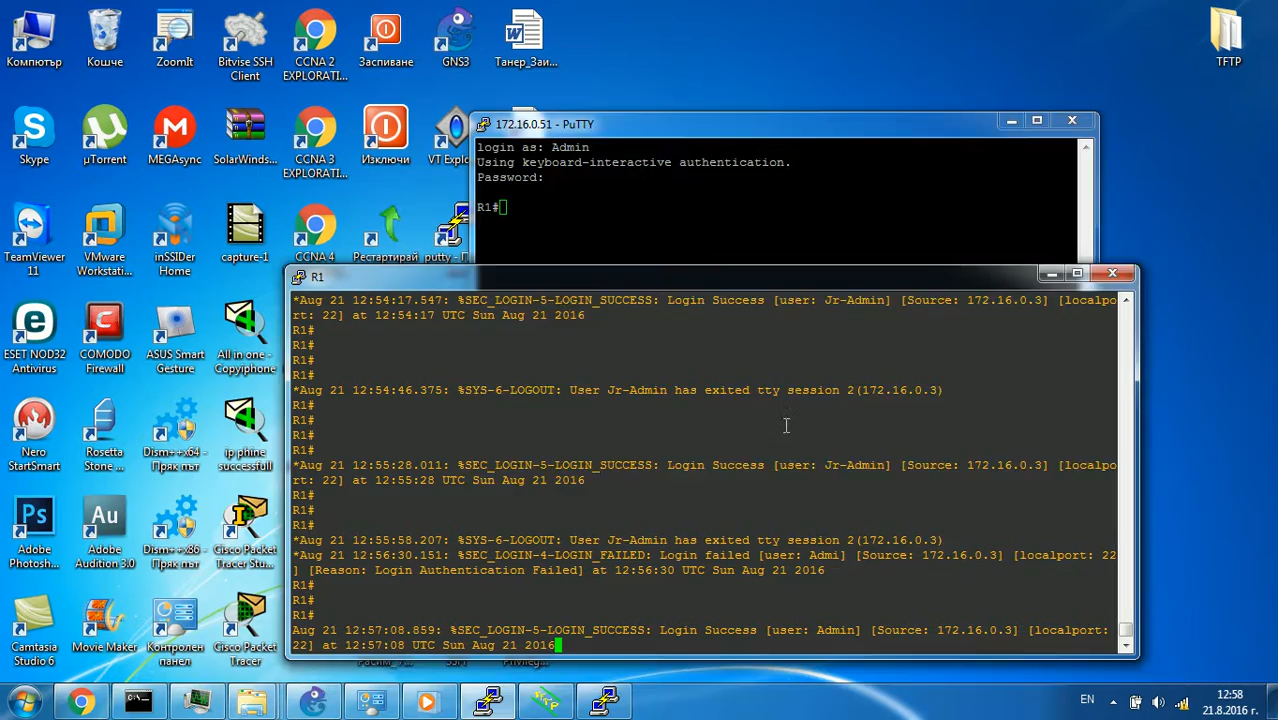 Компютър
Кошче
ZoomIt
Bitvise SSH
Client
CCNA 2
EXPLORATI...
Заспиване
GNS3
Танер_Заи...
TFTP
Skype
µTorrent
MEGAsync
SolarWinds...
CCNA 3
EXPLORATI...
Изключи
VT Explo
TeamViewer
11
VMware
Workstati...
inSSIDer
Home
capture-1
CCNA 4
Рестартирай
putty - П
ESET NOD32
Antivirus
COMODO
Firewall
ASUS Smart
Gesture
All in one -
Copyiphone
Nero
StartSmart
Rosetta
Stone ...
Dism++x64 -
Пряк път
ip phine
successfull
Ps
Au
Adobe
Photosh...
Adobe
Audition 3.0
Dism++x86 -
Пряк път
Cisco Packet
Tracer Stu...
Camtasia
Studio 6
Movie Maker
Контролен
панел
Cisco Packet
Tracer
172.16.0.51 - PuTTY
login as: Admin
Using keyboard-interactive authentication.
Password:
R1#
R1
*Aug 21 12:54:17.547: %SEC_LOGIN-5-LOGIN_SUCCESS: Login Success [user: Jr-Admin] [Source: 172.16.0.3] [localpo
rt: 22] at 12:54:17 UTC Sun Aug 21 2016
R1#
R1#
R1#
R1#
*Aug 21 12:54:46.375: %SYS-6-LOGOUT: User Jr-Admin has exited tty session 2(172.16.0.3)
R1#
R1#
R1#
R1#
*Aug 21 12:55:28.011: %SEC_LOGIN-5-LOGIN_SUCCESS: Login Success [user: Jr-Admin] [Source: 172.16.0.3] [localpo
rt: 22] at 12:55:28 UTC Sun Aug 21 2016
R1#
R1#
R1#
*Aug 21 12:55:58.207: %SYS-6-LOGOUT: User Jr-Admin has exited tty session 2(172.16.0.3)
*Aug 21 12:56:30.151: %SEC_LOGIN-4-LOGIN_FAILED: Login failed [user: Admi] [Source: 172.16.0.3] [localport: 22
] [Reason: Login Authentication Failed] at 12:56:30 UTC Sun Aug 21 2016
R1#
R1#
R1#
Aug 21 12:57:08.859: %SEC_LOGIN-5-LOGIN_SUCCESS: Login Success [user: Admin] [Source: 172.16.0.3] [localport:
22] at 12:57:08 UTC Sun Aug 21 2016
EN
12:58
21.8.2016 г.